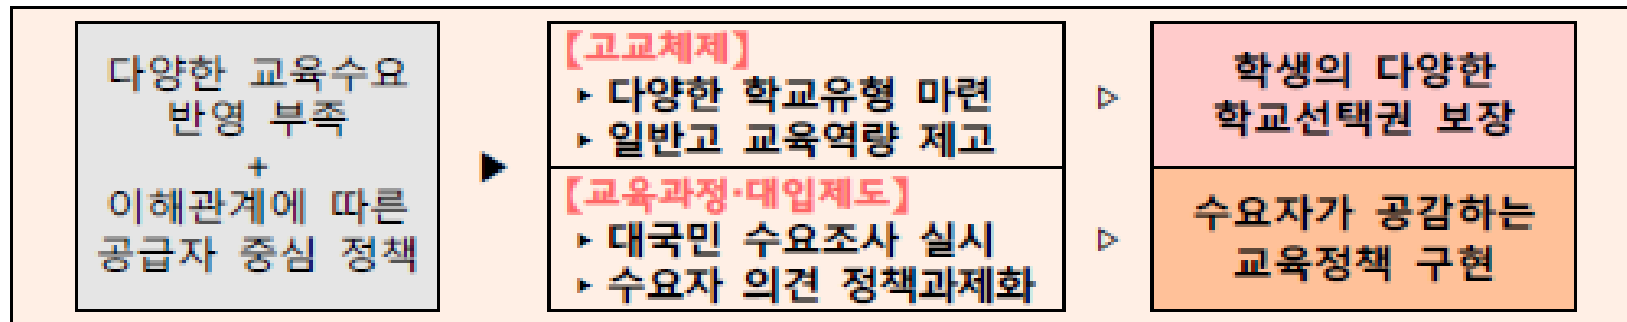 다양한 교육수요
반영 부족
+
이해관계에 따른
공급자 중심 정책
▶
【고교체제】
▸ 다양한 학교유형 마련
▸ 일반고 교육역량 제고
▷
학생의 다양한
학교선택권 보장
【교육과정·대입제도】
▸ 대국민 수요조사 실시
▸ 수요자 의견 정책과제화
▷
수요자가 공감하는
교육정책 구현